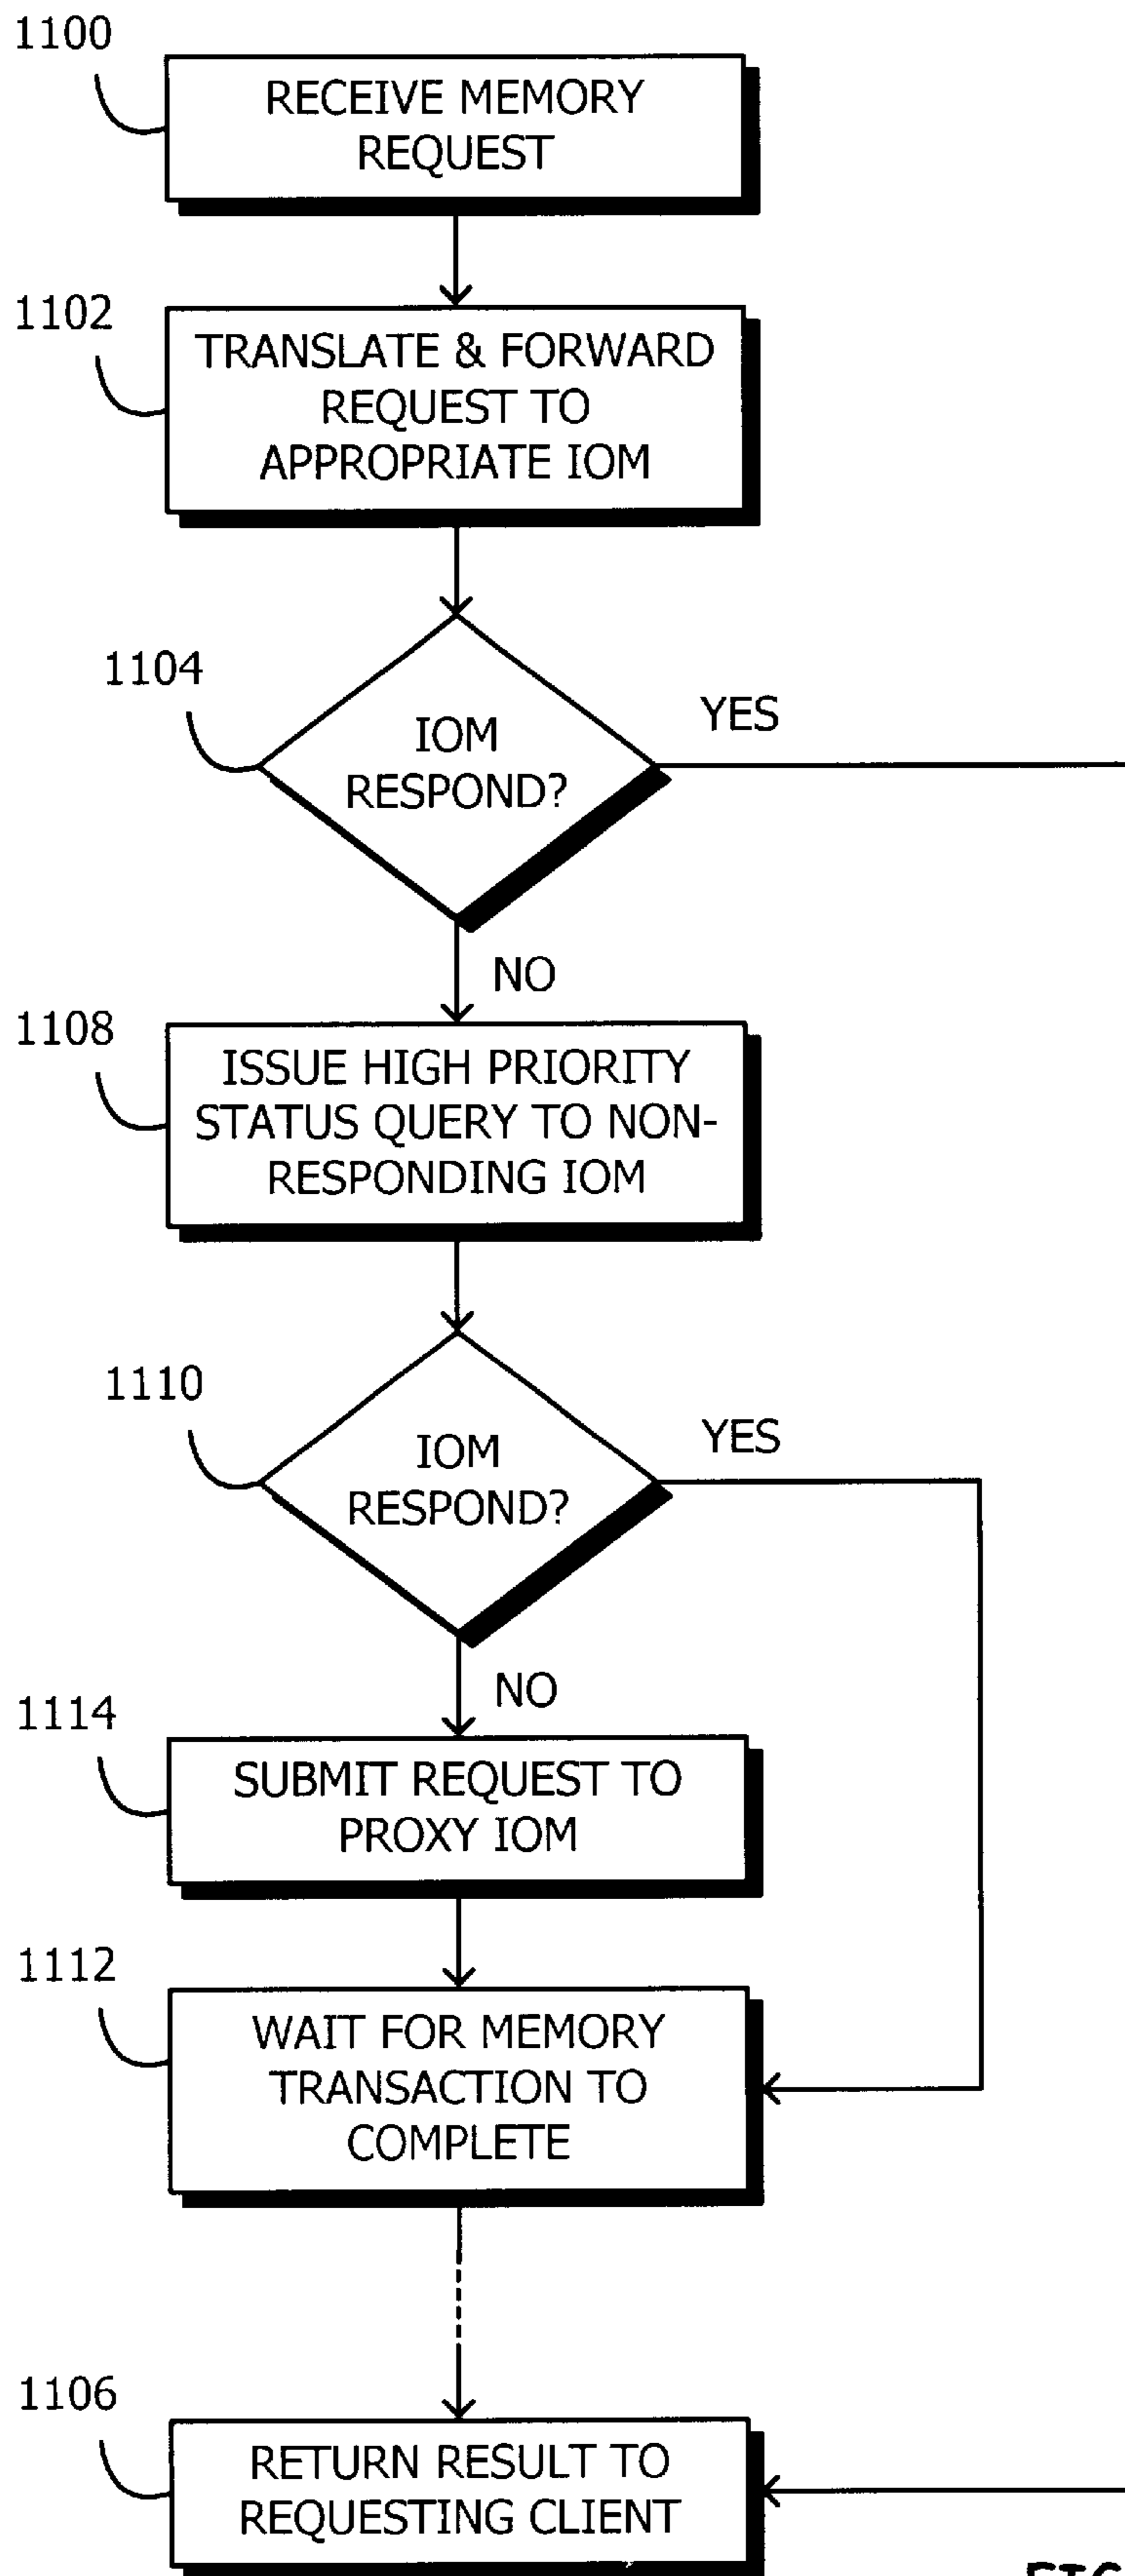 1100
RECEIVE MEMORY
REQUEST
1102
TRANSLATE & FORWARD
REQUEST TO
APPROPRIATE IOM
1104
IOM
RESPOND?
YES
NO
1108
ISSUE HIGH PRIORITY
STATUS QUERY TO NON-
RESPONDING IOM
1110
IOM
RESPOND?
YES
NO
1114
SUBMIT REQUEST TO
PROXY IOM
1112
WAIT FOR MEMORY
TRANSACTION TO
COMPLETE
1106
RETURN RESULT TO
REQUESTING CLIENT